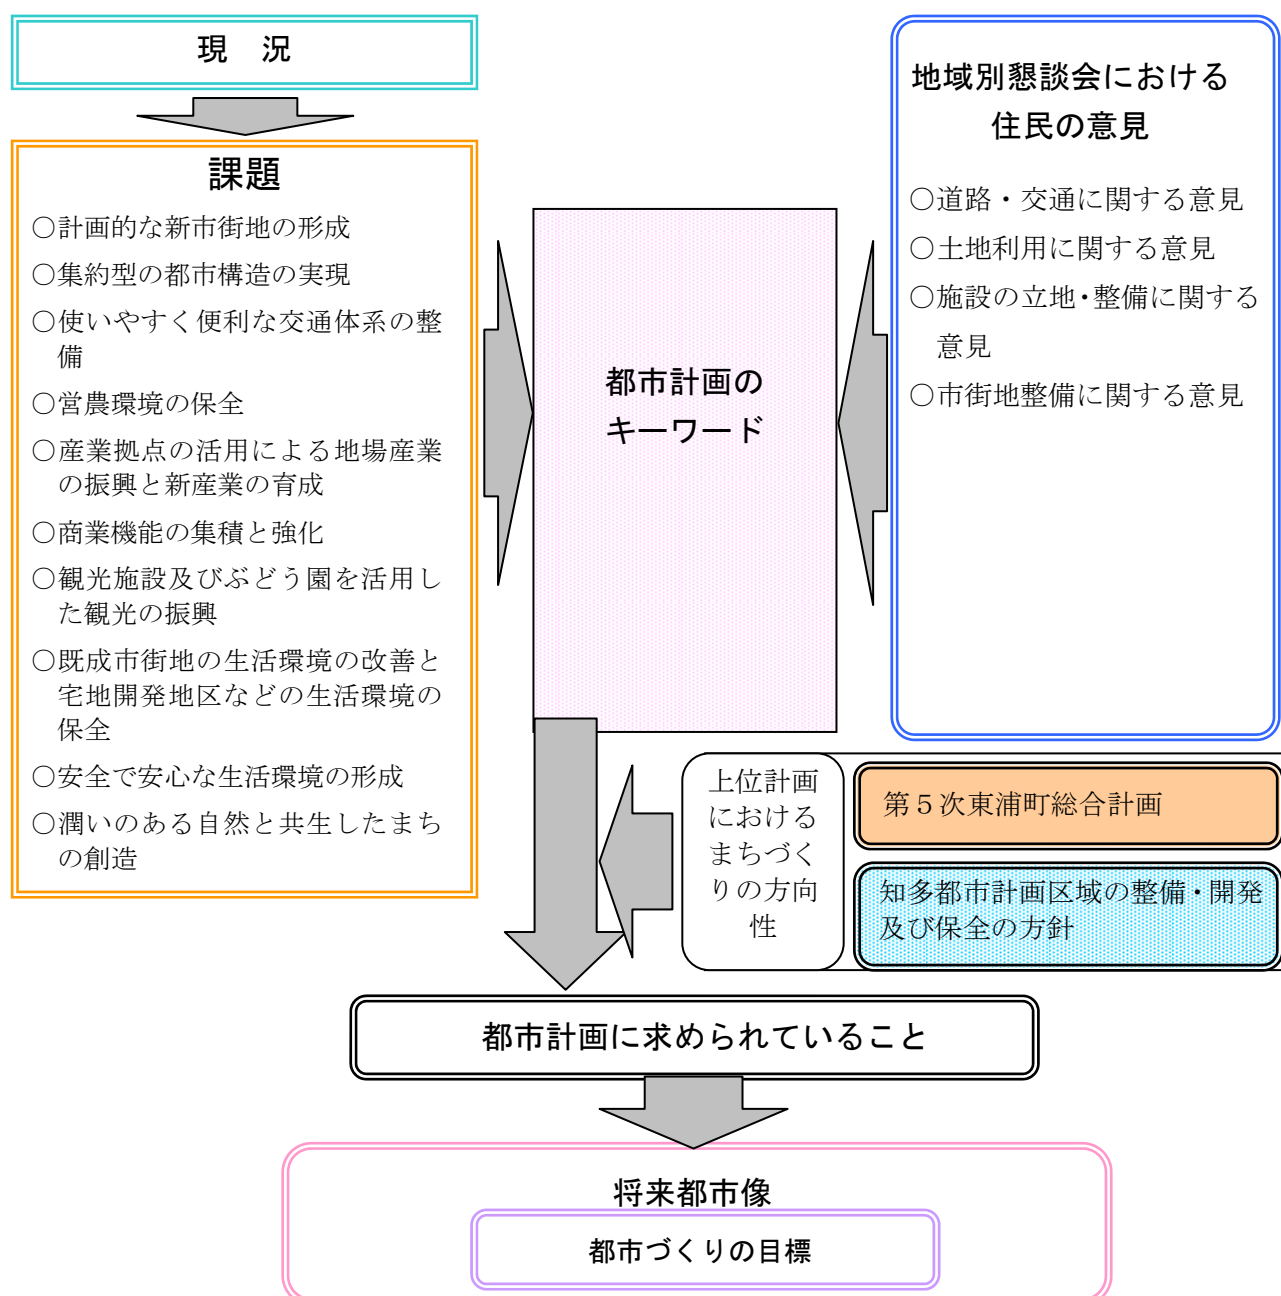 現　況
課題
〇計画的な新市街地の形成
〇集約型の都市構造の実現
〇使いやすく便利な交通体系の整
備
〇営農環境の保全
〇産業拠点の活用による地場産業
の振興と新産業の育成
〇商業機能の集積と強化
〇観光施設及びぶどう園を活用し
た観光の振興
〇既成市街地の生活環境の改善と
宅地開発地区などの生活環境の
保全
〇安全で安心な生活環境の形成
〇潤いのある自然と共生したまち
の創造
都市計画の
キーワード
地域別懇談会における
住民の意見
〇道路・交通に関する意見
〇土地利用に関する意見
〇施設の立地・整備に関する
意見
〇市街地整備に関する意見
上位計画
における
まちづく
りの方向
性
第５次東浦町総合計画
知多都市計画区域の整備・開発
及び保全の方針
都市計画に求められていること
将来都市像
都市づくりの目標